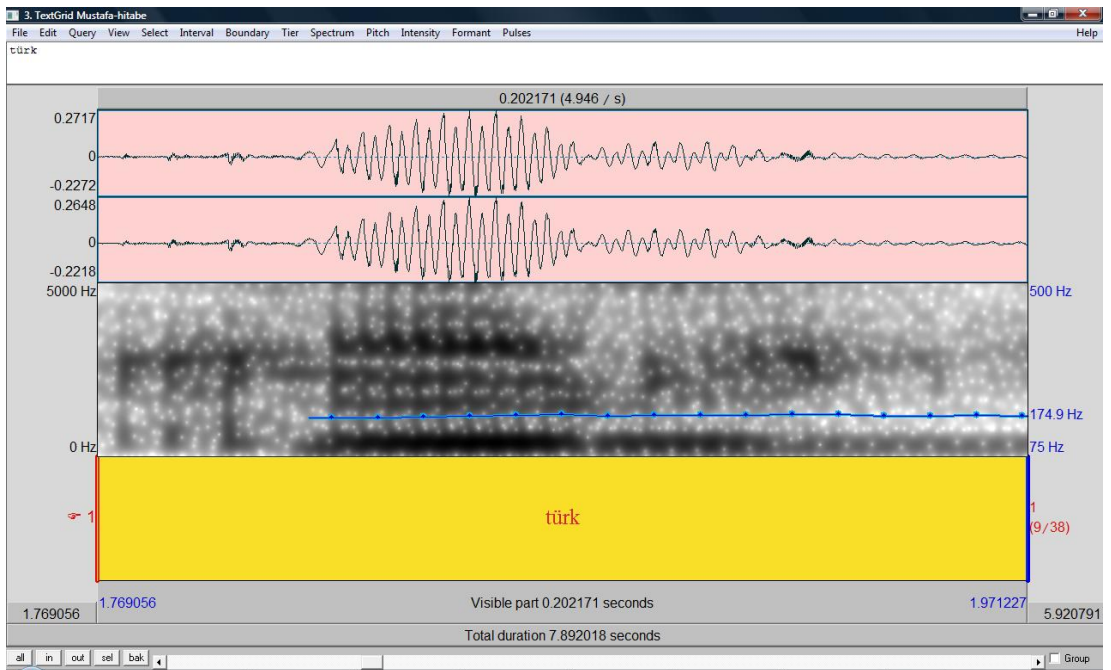 3. TextGrid Mustafa-hitabe
File Edit Query View Select Interval Boundary Tier Spectrum Pitch Intensity Formant Pulses Help
türk
0.202171 (4.946 / s)
0.2717
0
-0.2272
0.2648
0
-0.2218
5000 Hz 500 Hz
174.9 Hz
0 Hz 75 Hz
☞ 1 türk 1
(9/38)
1.769056 Visible part 0.202171 seconds 1.971227
1.769056 5.920791
Total duration 7.892018 seconds
all in out sel bak Group